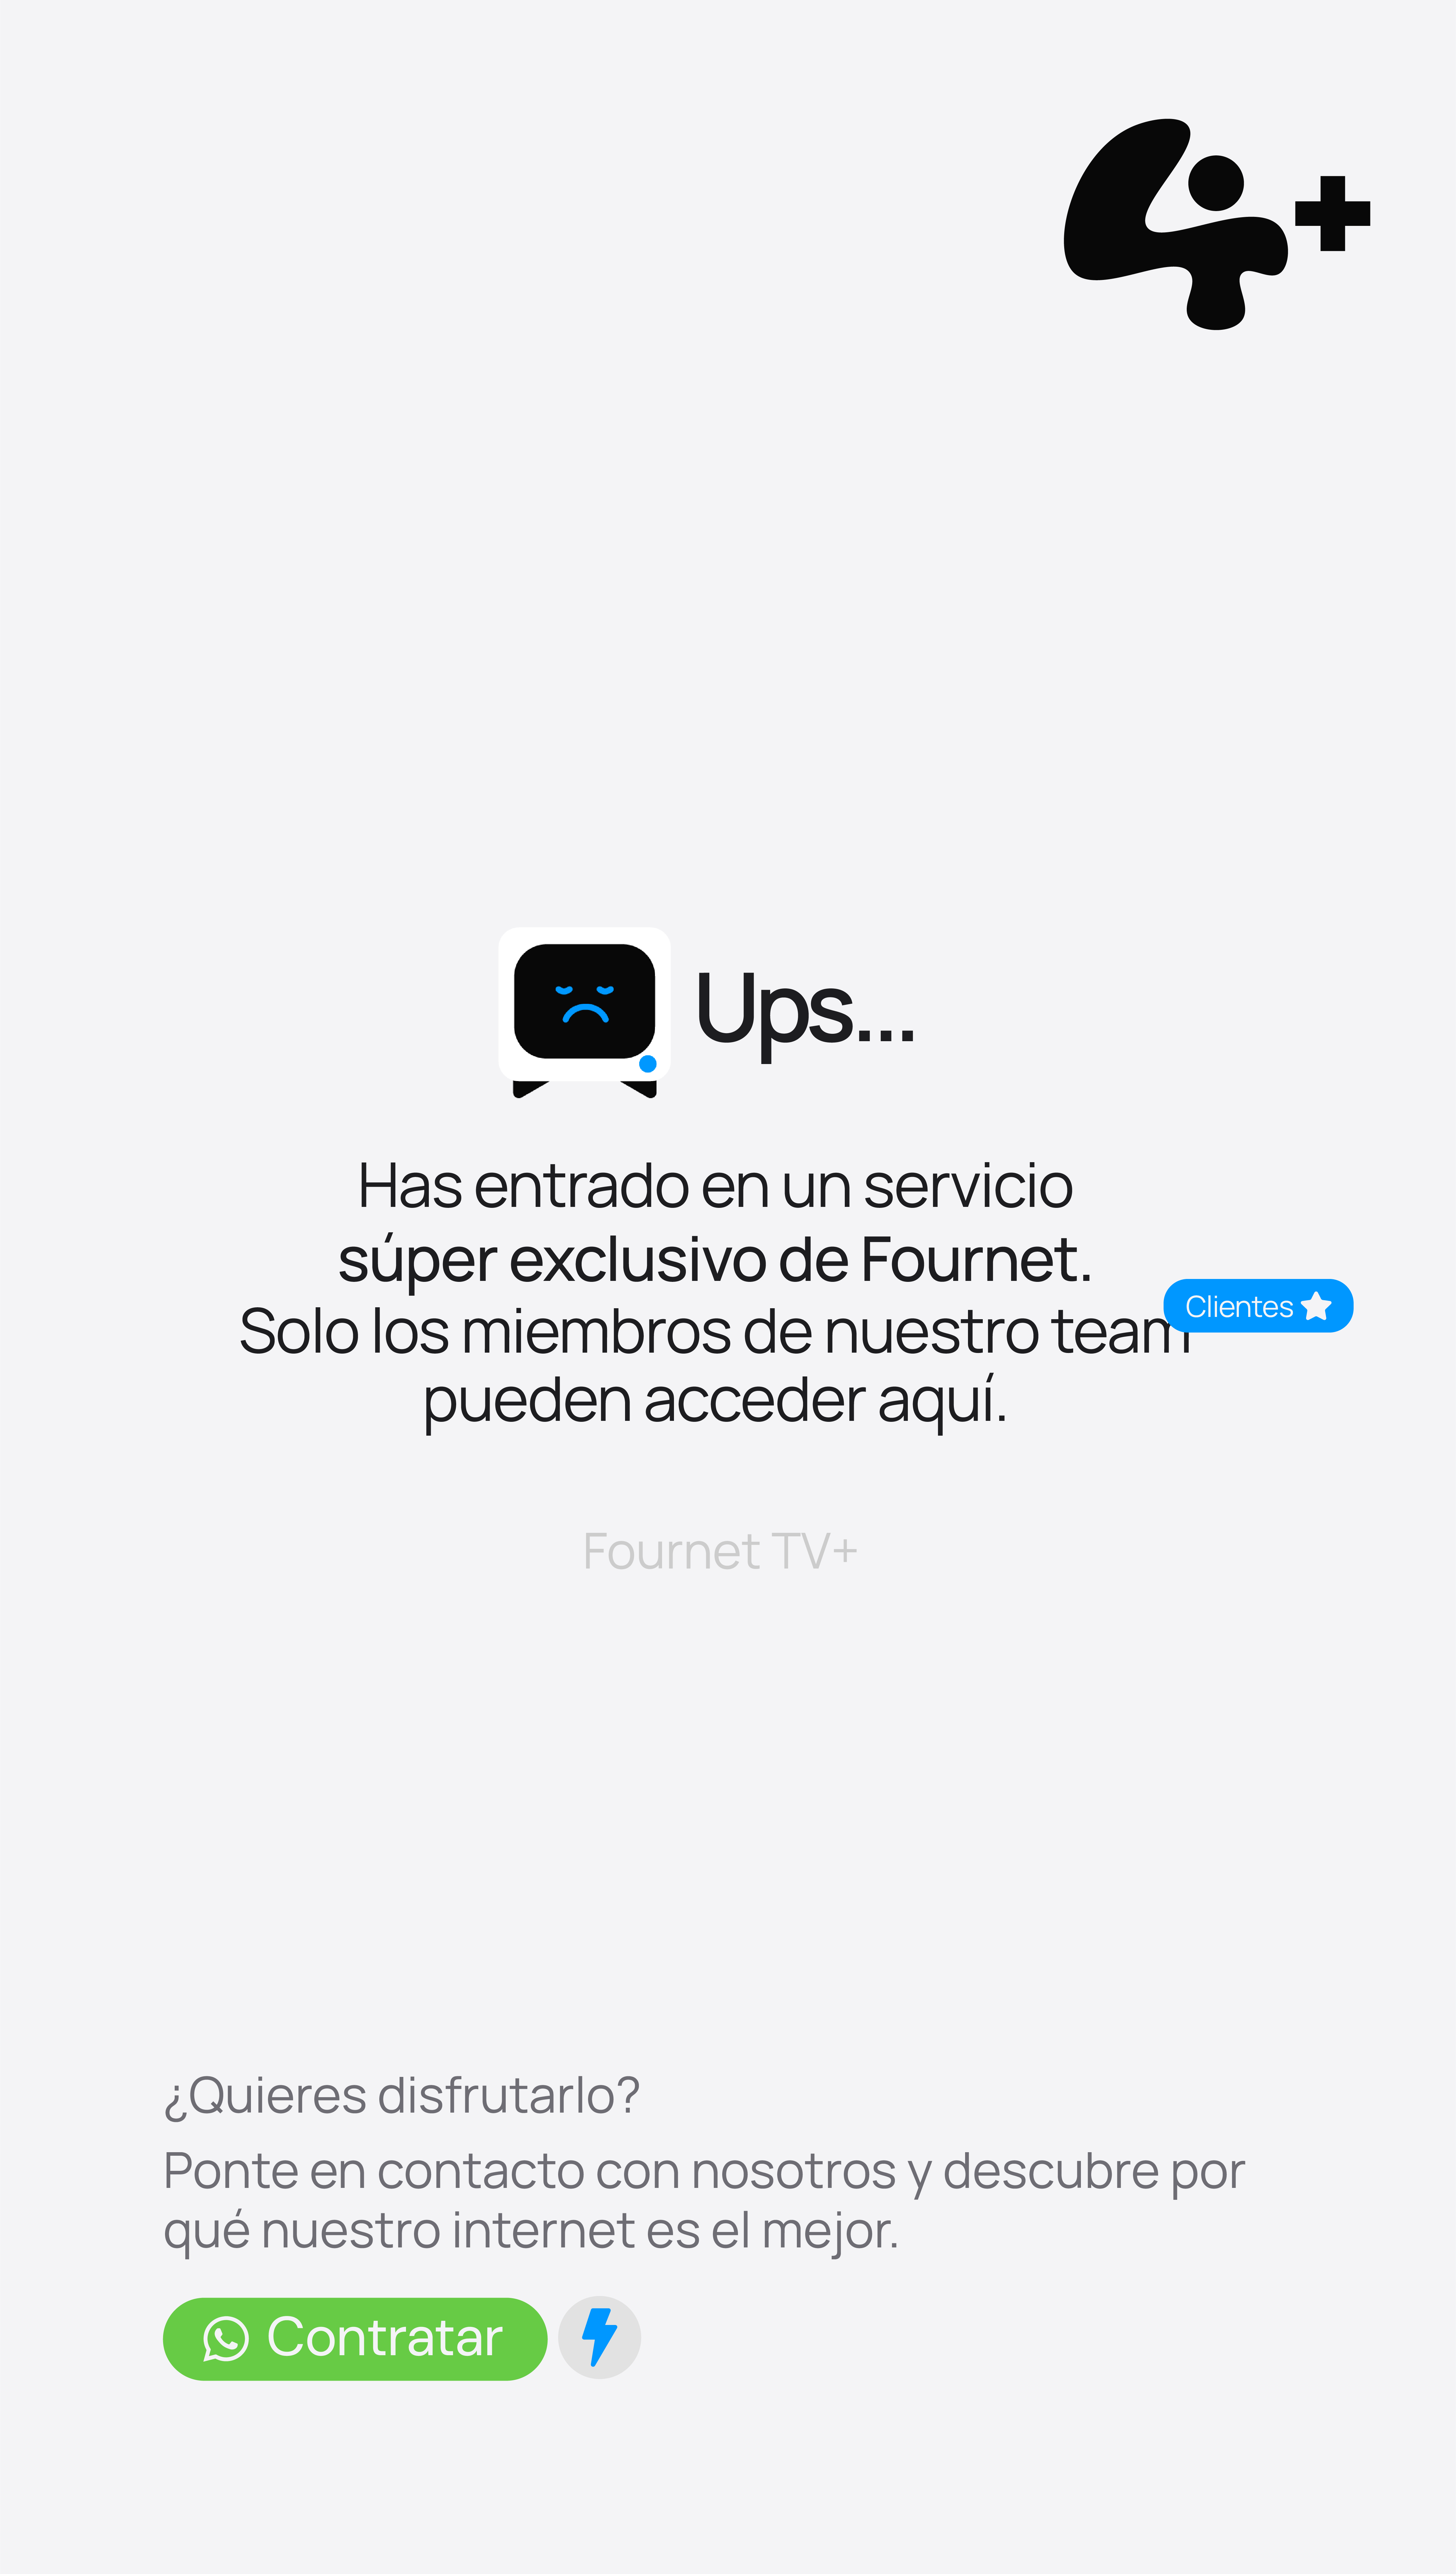 4+
Ups...
Has entrado en un servicio
súper exclusivo de Fournet.
Clientes
Solo los miembros de nuestro team
pueden acceder aquí.
Fournet TV+
¿Quieres disfrutarlo?
Ponte en contacto con nosotros y descubre por
qué nuestro internet es el mejor.
Contratar